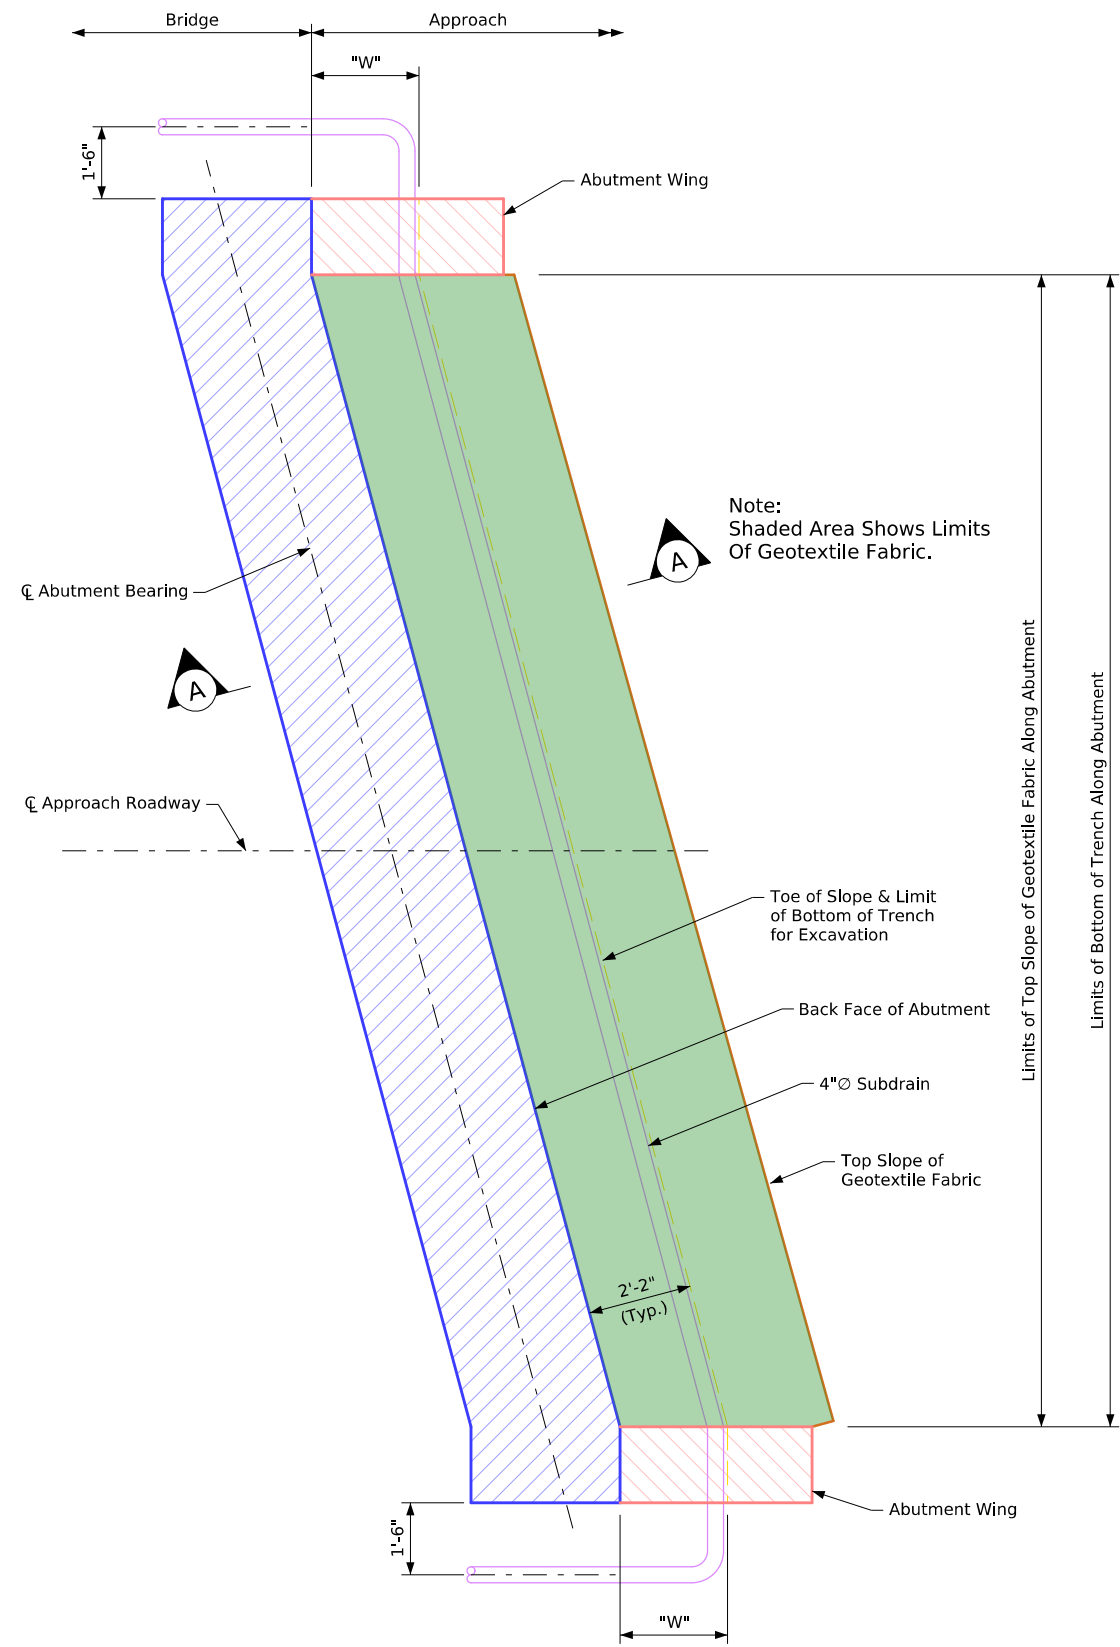 Bridge
Approach
"W"
1'-6"
Abutment Wing
Note:
Shaded Area Shows Limits
Of Geotextile Fabric.
A
℄ Abutment Bearing
A
℄ Approach Roadway
Limits of Top Slope of Geotextile Fabric Along Abutment
Limits of Bottom of Trench Along Abutment
Toe of Slope & Limit
of Bottom of Trench
for Excavation
Back Face of Abutment
4"∅ Subdrain
Top Slope of
Geotextile Fabric
2'-2"
(Typ.)
Abutment Wing
1'-6"
"W"